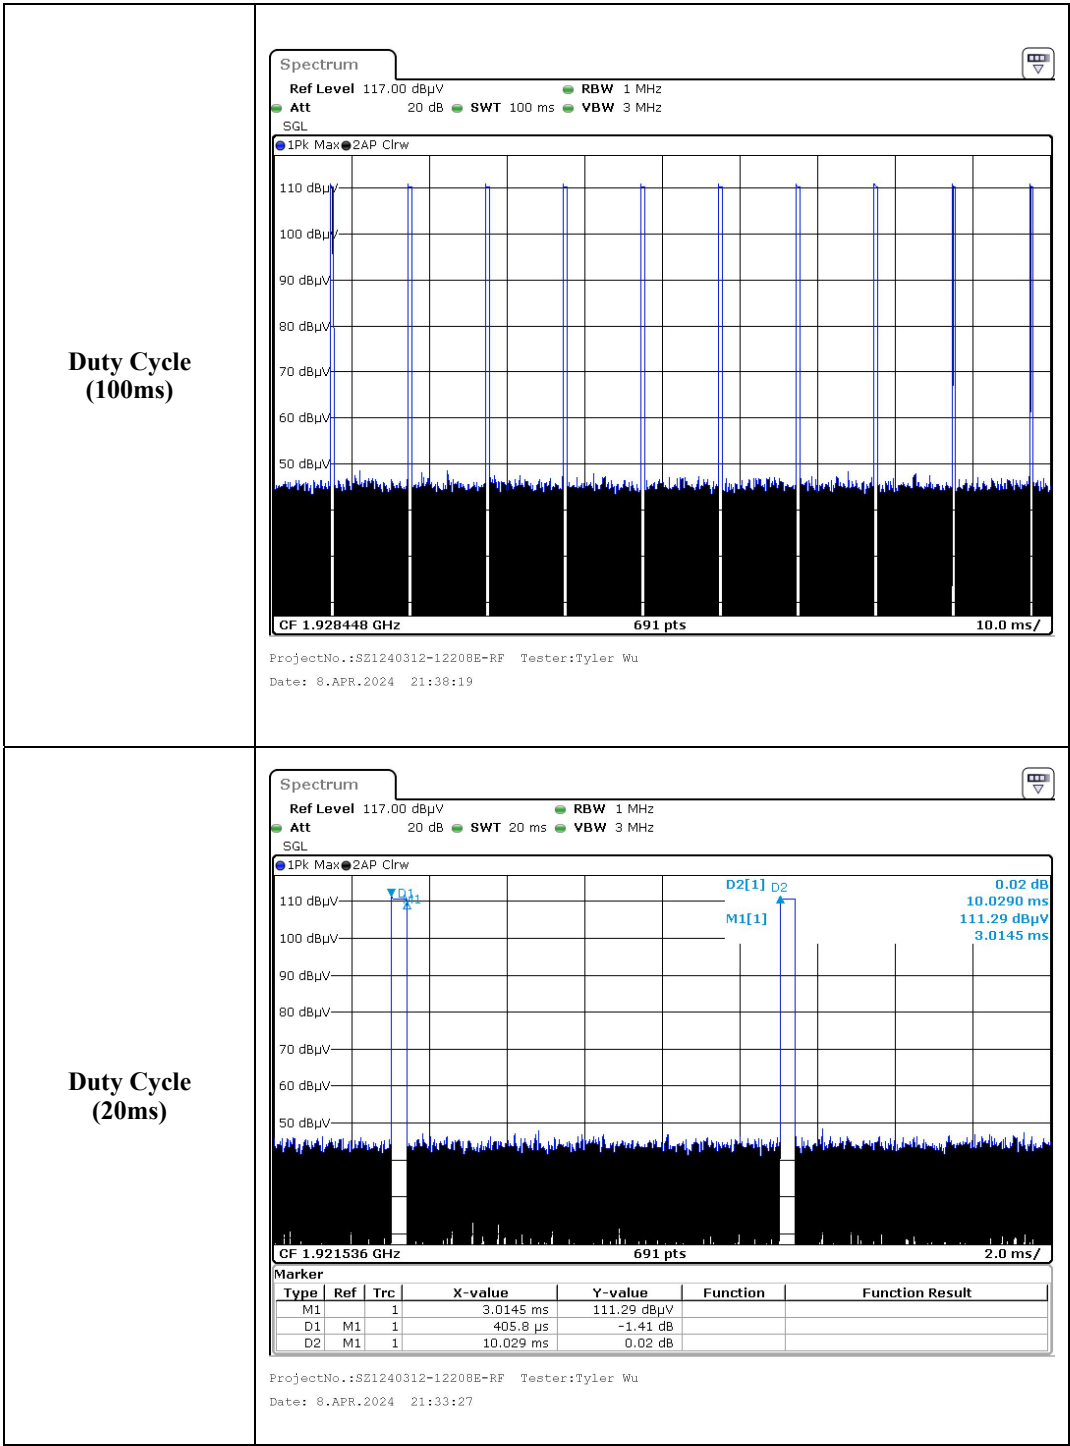 Duty Cycle
(100ms)
Spectrum
Ref Level 117.00 dBµV RBW 1 MHz
Att 20 dB SWT 100 ms VBW 3 MHz
SGL
1Pk Max 2AP Clrw
110 dBµV
100 dBµV
90 dBµV
80 dBµV
70 dBµV
60 dBµV
50 dBµV
CF 1.928448 GHz 691 pts 10.0 ms/
ProjectNo.:SZ1240312-12208E-RF Tester:Tyler Wu
Date: 8.APR.2024 21:38:19
Duty Cycle
(20ms)
Spectrum
Ref Level 117.00 dBµV RBW 1 MHz
Att 20 dB SWT 20 ms VBW 3 MHz
SGL
1Pk Max 2AP Clrw
D2[1] 0.02 dB
10.0290 ms
M1[1] 111.29 dBµV
3.0145 ms
D1
M1
D2
110 dBµV
100 dBµV
90 dBµV
80 dBµV
70 dBµV
60 dBµV
50 dBµV
CF 1.921536 GHz 691 pts 2.0 ms/
Marker
Type Ref Trc X-value Y-value Function Function Result
M1 1 3.0145 ms 111.29 dBµV
D1 M1 1 405.8 µs -1.41 dB
D2 M1 1 10.029 ms 0.02 dB
ProjectNo.:SZ1240312-12208E-RF Tester:Tyler Wu
Date: 8.APR.2024 21:33:27